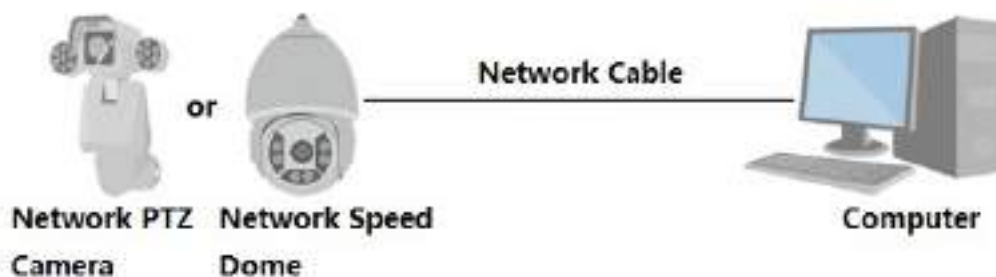 Network Cable
or
Network PTZ Network Speed Computer
Camera Dome